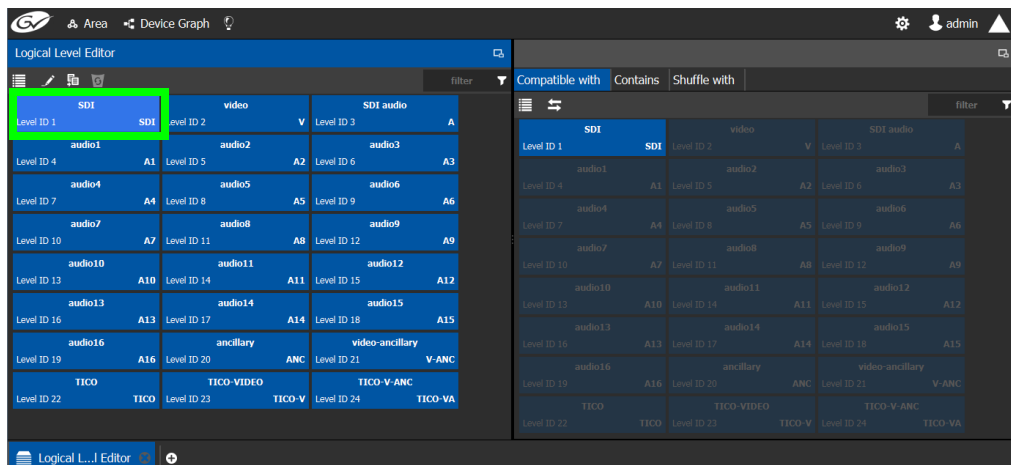 GV Area Device Graph admin
Logical Level Editor
filter
Compatible with Contains Shuffle with
filter
SDI video SDI audio
Level ID 1 SDI Level ID 2 V Level ID 3 A
audio1 audio2 audio3
Level ID 4 A1 Level ID 5 A2 Level ID 6 A3
audio4 audio5 audio6
Level ID 7 A4 Level ID 8 A5 Level ID 9 A6
audio7 audio8 audio9
Level ID 10 A7 Level ID 11 A8 Level ID 12 A9
audio10 audio11 audio12
Level ID 13 A10 Level ID 14 A11 Level ID 15 A12
audio13 audio14 audio15
Level ID 16 A13 Level ID 17 A14 Level ID 18 A15
audio16 ancillary video-ancillary
Level ID 19 A16 Level ID 20 ANC Level ID 21 V-ANC
TICO TICO-VIDEO TICO-V-ANC
Level ID 22 TICO Level ID 23 TICO-V Level ID 24 TICO-VA
SDI video SDI audio
Level ID 1 SDI Level ID 2 V Level ID 3 A
audio1 audio2 audio3
Level ID 4 A1 Level ID 5 A2 Level ID 6 A3
audio4 audio5 audio6
Level ID 7 A4 Level ID 8 A5 Level ID 9 A6
audio7 audio8 audio9
Level ID 10 A7 Level ID 11 A8 Level ID 12 A9
audio10 audio11 audio12
Level ID 13 A10 Level ID 14 A11 Level ID 15 A12
audio13 audio14 audio15
Level ID 16 A13 Level ID 17 A14 Level ID 18 A15
audio16 ancillary video-ancillary
Level ID 19 A16 Level ID 20 ANC Level ID 21 V-ANC
TICO TICO-VIDEO TICO-V-ANC
Level ID 22 TICO Level ID 23 TICO-V Level ID 24 TICO-VA
Logical L...l Editor